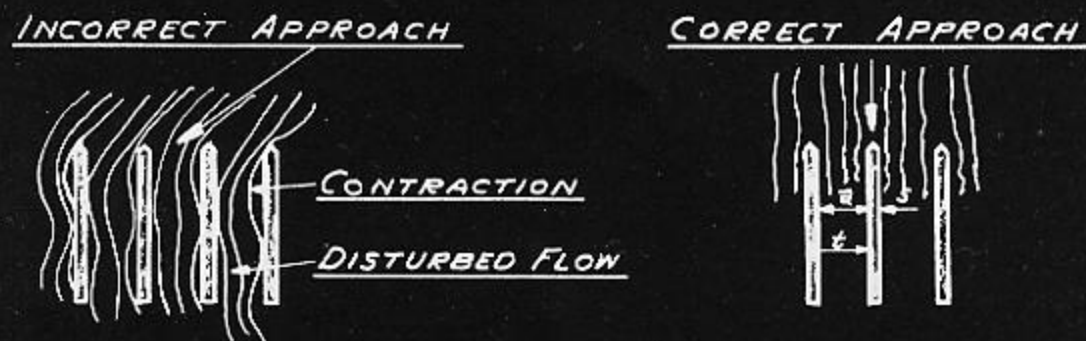 INCORRECT APPROACH
CORRECT APPROACH
CONTRACTION
DISTURBED FLOW
a
s
t